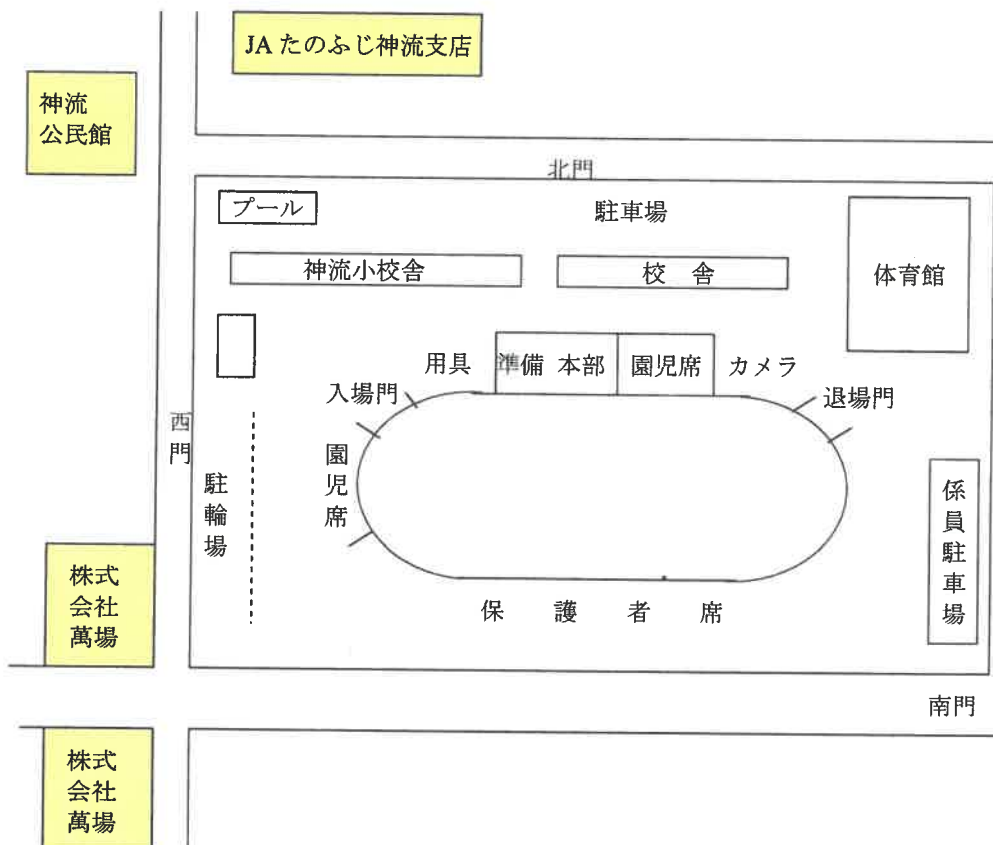 JAたのふじ神流支店
神流
公民館
北門
プール
駐車場
神流小校舎
校 舎
体育館
用具
準備
本部
園児席
カメラ
入場門
退場門
西門
園児席
駐輪場
係員駐車場
保 護 者 席
株式
会社
萬場
南門
株式
会社
萬場